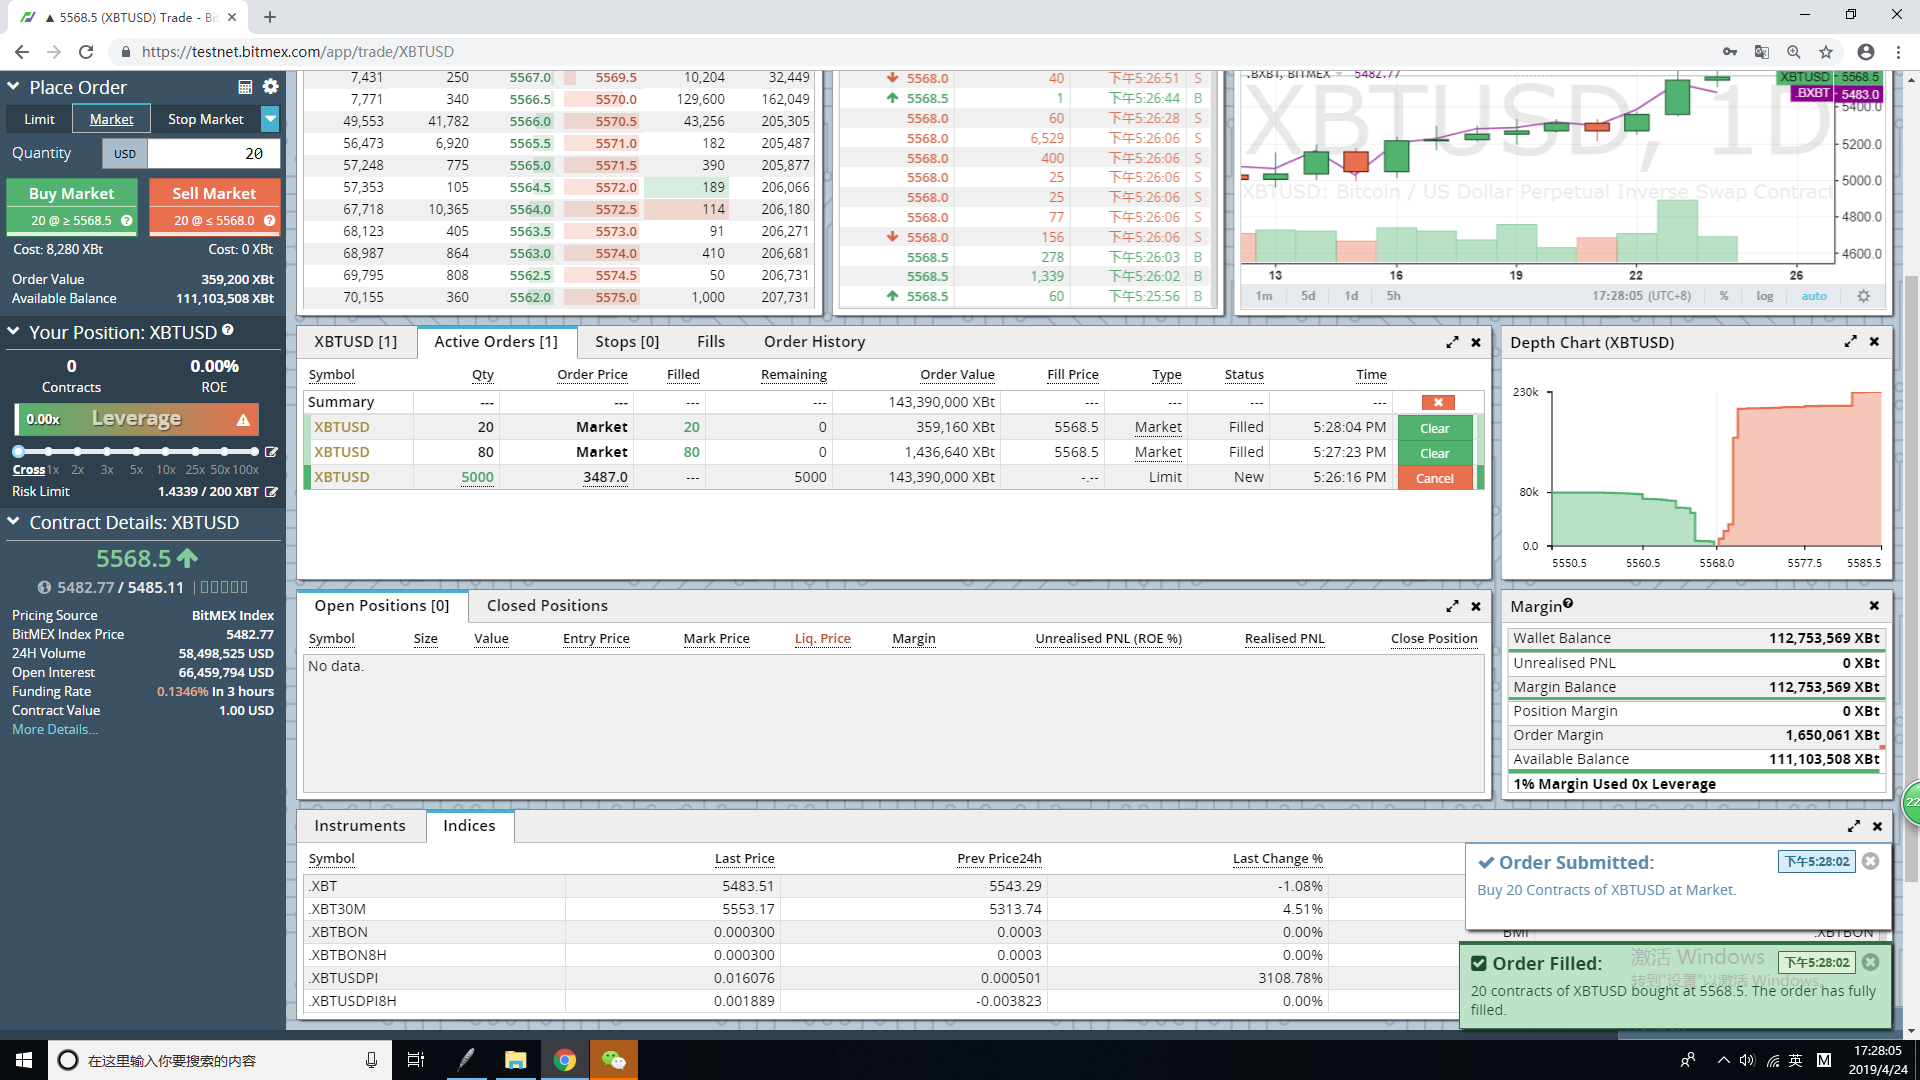 ▲ 5568.5 (XBTUSD) Trade - Bi
https://testnet.bitmex.com/app/trade/XBTUSD
Place Order
Limit Market Stop Market
Quantity USD 20
Buy Market Sell Market
20 @ ≥ 5568.5 20 @ ≤ 5568.0
Cost: 8,280 XBt Cost: 0 XBt
Order Value 359,200 XBt
Available Balance 111,103,508 XBt
Your Position: XBTUSD
0 0.00%
Contracts ROE
0.00x Leverage
Cross 1x 2x 3x 5x 10x 25x 50x 100x
Risk Limit 1.4339 / 200 XBT
Contract Details: XBTUSD
5568.5
5482.77 / 5485.11
Pricing Source BitMEX Index
BitMEX Index Price 5482.77
24H Volume 58,498,525 USD
Open Interest 66,459,794 USD
Funding Rate 0.1346% In 3 hours
Contract Value 1.00 USD
More Details...
7,431 250 5567.0 5569.5 10,204 32,449
7,771 340 5566.5 5570.0 129,600 162,049
49,553 41,782 5566.0 5570.5 43,256 205,305
56,473 6,920 5565.5 5571.0 182 205,487
57,248 775 5565.0 5571.5 390 205,877
57,353 105 5564.5 5572.0 189 206,066
67,718 10,365 5564.0 5572.5 114 206,180
68,123 405 5563.5 5573.0 91 206,271
68,987 864 5563.0 5574.0 410 206,681
69,795 808 5562.5 5574.5 50 206,731
70,155 360 5562.0 5575.0 1,000 207,731
5568.0 40 下午5:26:51 S
5568.5 1 下午5:26:44 B
5568.0 60 下午5:26:28 S
5568.0 6,529 下午5:26:06 S
5568.0 400 下午5:26:06 S
5568.0 25 下午5:26:06 S
5568.0 25 下午5:26:06 S
5568.0 77 下午5:26:06 S
5568.0 156 下午5:26:06 S
5568.5 278 下午5:26:03 B
5568.5 1,339 下午5:26:02 B
5568.5 60 下午5:25:56 B
.BXBT, BITMEX 5482.77
XBTUSD 5568.5
.BXBT 5483.0
XBTUSD, 1D
XBTUSD: Bitcoin / US Dollar Perpetual Inverse Swap Contract
5400.0
5200.0
5000.0
4800.0
4600.0
13 16 19 22 26
1m 5d 1d 5h 17:28:05 (UTC+8) % log auto
XBTUSD [1] Active Orders [1] Stops [0] Fills Order History
Symbol Qty Order Price Filled Remaining Order Value Fill Price Type Status Time
Summary --- --- --- --- 143,390,000 XBt --- --- --- ---
XBTUSD 20 Market 20 0 359,160 XBt 5568.5 Market Filled 5:28:04 PM Clear
XBTUSD 80 Market 80 0 1,436,640 XBt 5568.5 Market Filled 5:27:23 PM Clear
XBTUSD 5000 3487.0 --- 5000 143,390,000 XBt -.-- Limit New 5:26:16 PM Cancel
Depth Chart (XBTUSD)
230k
80k
0.0
5550.5 5560.5 5568.0 5577.5 5585.5
Open Positions [0] Closed Positions
Symbol Size Value Entry Price Mark Price Liq. Price Margin Unrealised PNL (ROE %) Realised PNL Close Position
No data.
Margin
Wallet Balance 112,753,569 XBt
Unrealised PNL 0 XBt
Margin Balance 112,753,569 XBt
Position Margin 0 XBt
Order Margin 1,650,061 XBt
Available Balance 111,103,508 XBt
1% Margin Used 0x Leverage
22
Instruments Indices
Symbol Last Price Prev Price24h Last Change %
.XBT 5483.51 5543.29 -1.08%
.XBT30M 5553.17 5313.74 4.51%
.XBTBON 0.000300 0.0003 0.00% BMI .XBTBON
.XBTBON8H 0.000300 0.0003 0.00%
.XBTUSDPI 0.016076 0.000501 3108.78%
.XBTUSDPI8H 0.001889 -0.003823 0.00%
Order Submitted: 下午5:28:02
Buy 20 Contracts of XBTUSD at Market.
激活 Windows
转到"设置"以激活 Windows。
Order Filled: 下午5:28:02
20 contracts of XBTUSD bought at 5568.5. The order has fully
filled.
在这里输入你要搜索的内容
英 M
17:28:05
2019/4/24